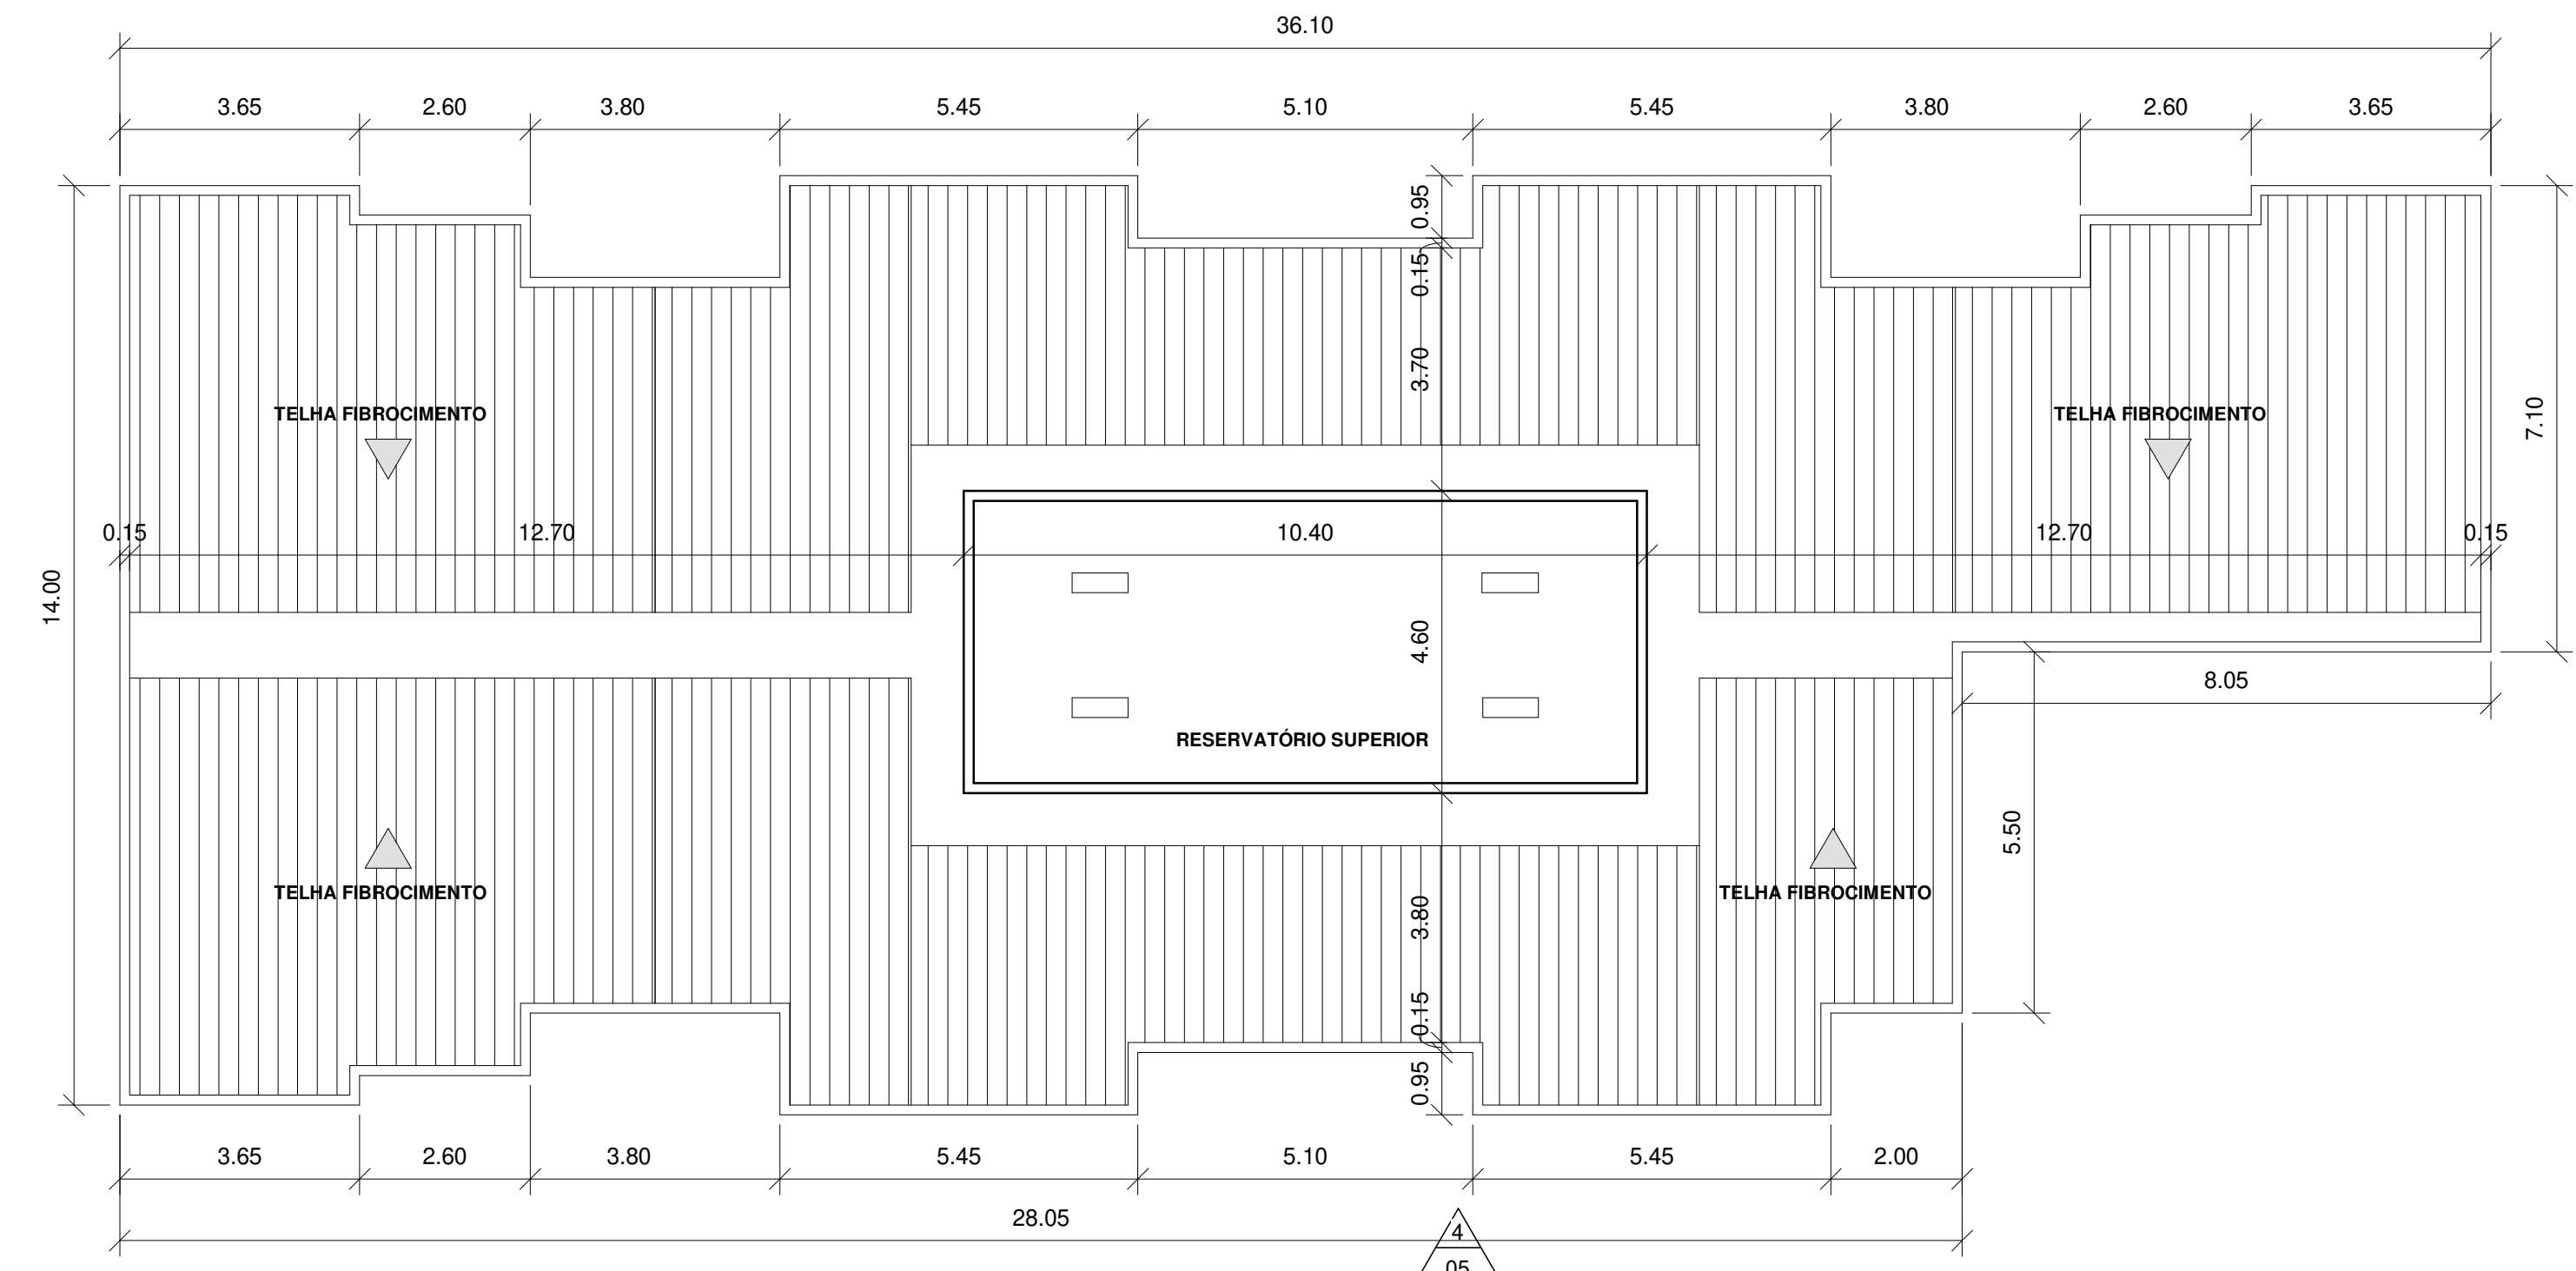 36.10
3.65 2.60 3.80 5.45 5.10 5.45 3.80 2.60 3.65
0.95
0.15
3.70
TELHA FIBROCIMENTO TELHA FIBROCIMENTO
7.10
0.15 12.70 10.40 12.70 0.15
14.00
4.60
8.05
RESERVATÓRIO SUPERIOR
5.50
TELHA FIBROCIMENTO TELHA FIBROCIMENTO
3.80
0.15
0.95
3.65 2.60 3.80 5.45 5.10 5.45 2.00
28.05
4
05